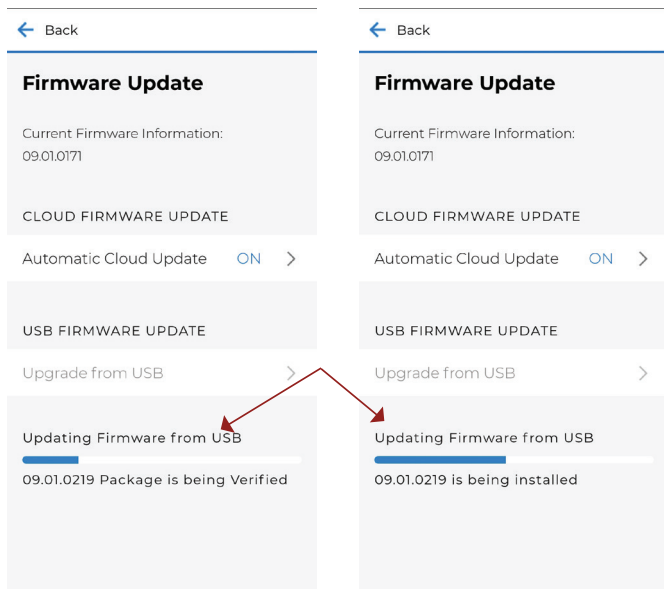 Back
Firmware Update
Current Firmware Information:
09.01.0171
CLOUD FIRMWARE UPDATE
Automatic Cloud Update ON
USB FIRMWARE UPDATE
Upgrade from USB
Updating Firmware from USB
09.01.0219 Package is being Verified
Back
Firmware Update
Current Firmware Information:
09.01.0171
CLOUD FIRMWARE UPDATE
Automatic Cloud Update ON
USB FIRMWARE UPDATE
Upgrade from USB
Updating Firmware from USB
09.01.0219 is being installed